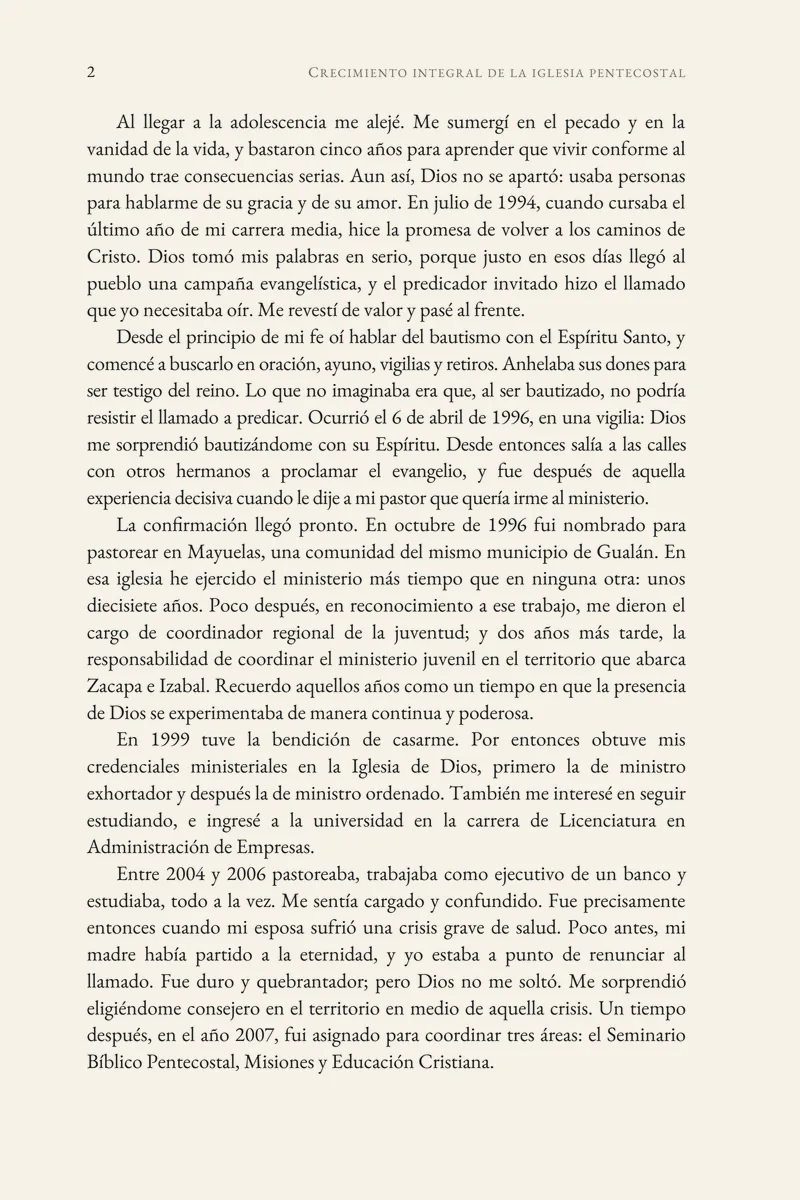 2
CRECIMIENTO INTEGRAL DE LA IGLESIA PENTECOSTAL
Al llegar a la adolescencia me alejé. Me sumergí en el pecado y en la
vanidad de la vida, y bastaron cinco años para aprender que vivir conforme al
mundo trae consecuencias serias. Aun así, Dios no se apartó: usaba personas
para hablarme de su gracia y de su amor. En julio de 1994, cuando cursaba el
último año de mi carrera media, hice la promesa de volver a los caminos de
Cristo. Dios tomó mis palabras en serio, porque justo en esos días llegó al
pueblo una campaña evangelística, y el predicador invitado hizo el llamado
que yo necesitaba oír. Me revestí de valor y pasé al frente.
Desde el principio de mi fe oí hablar del bautismo con el Espíritu Santo, y
comencé a buscarlo en oración, ayuno, vigilias y retiros. Anhelaba sus dones para
ser testigo del reino. Lo que no imaginaba era que, al ser bautizado, no podría
resistir el llamado a predicar. Ocurrió el 6 de abril de 1996, en una vigilia: Dios
me sorprendió bautizándome con su Espíritu. Desde entonces salía a las calles
con otros hermanos a proclamar el evangelio, y fue después de aquella
experiencia decisiva cuando le dije a mi pastor que quería irme al ministerio.
La confirmación llegó pronto. En octubre de 1996 fui nombrado para
pastorear en Mayuelas, una comunidad del mismo municipio de Gualán. En
esa iglesia he ejercido el ministerio más tiempo que en ninguna otra: unos
diecisiete años. Poco después, en reconocimiento a ese trabajo, me dieron el
cargo de coordinador regional de la juventud; y dos años más tarde, la
responsabilidad de coordinar el ministerio juvenil en el territorio que abarca
Zacapa e Izabal. Recuerdo aquellos años como un tiempo en que la presencia
de Dios se experimentaba de manera continua y poderosa.
En 1999 tuve la bendición de casarme. Por entonces obtuve mis
credenciales ministeriales en la Iglesia de Dios, primero la de ministro
exhortador y después la de ministro ordenado. También me interesé en seguir
estudiando, e ingresé a la universidad en la carrera de Licenciatura en
Administración de Empresas.
Entre 2004 y 2006 pastoreaba, trabajaba como ejecutivo de un banco y
estudiaba, todo a la vez. Me sentía cargado y confundido. Fue precisamente
entonces cuando mi esposa sufrió una crisis grave de salud. Poco antes, mi
madre había partido a la eternidad, y yo estaba a punto de renunciar al
llamado. Fue duro y quebrantador; pero Dios no me soltó. Me sorprendió
eligiéndome consejero en el territorio en medio de aquella crisis. Un tiempo
después, en el año 2007, fui asignado para coordinar tres áreas: el Seminario
Bíblico Pentecostal, Misiones y Educación Cristiana.